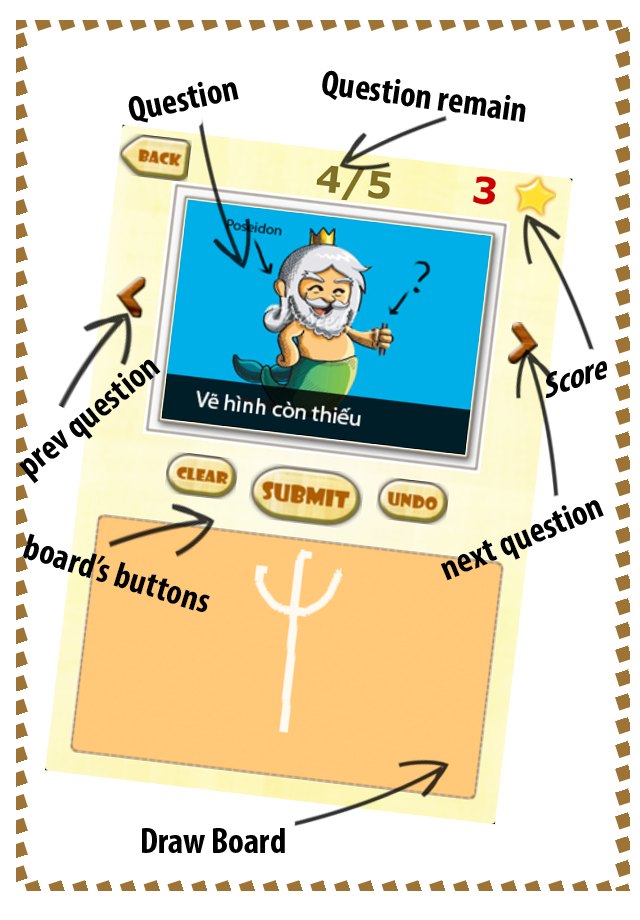 Question
Question remain
BACK
4/5
3
Poseidon
?
Score
prev question
Vẽ hình còn thiếu
CLEAR
SUBMIT
UNDO
next question
board's buttons
Draw Board